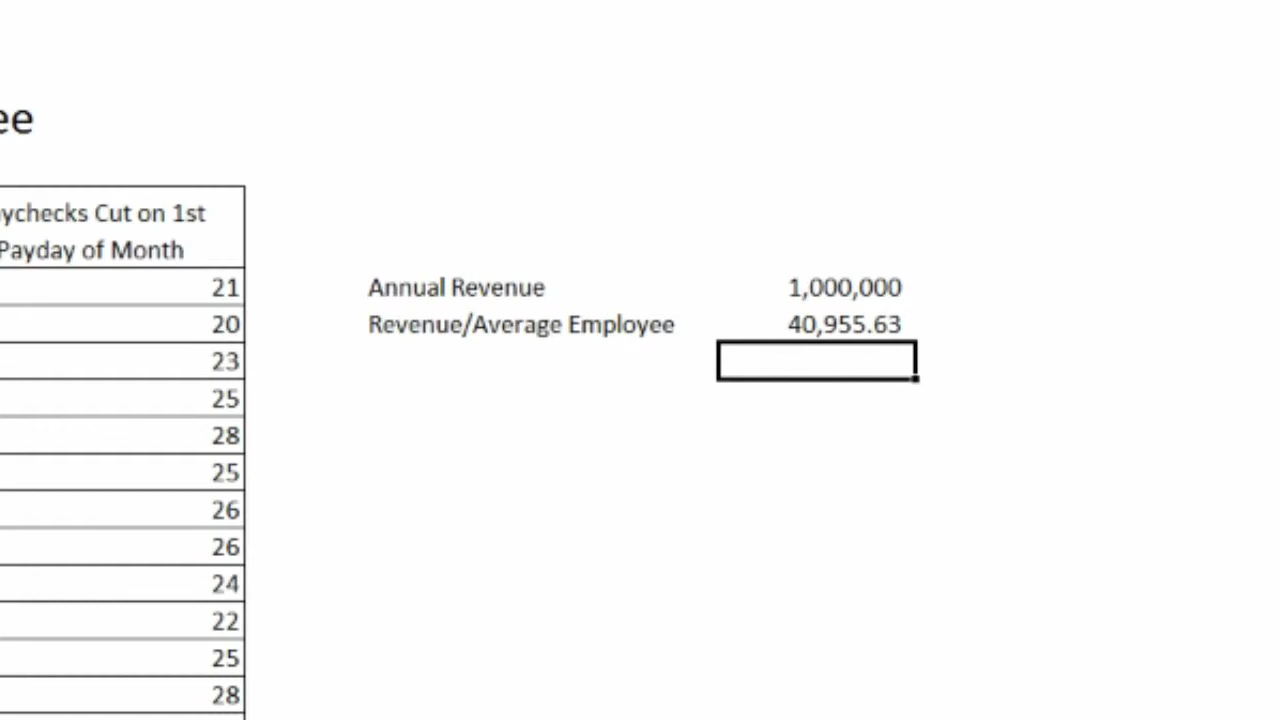 ee
ychecks Cut on 1st
Payday of Month
21 Annual Revenue 1,000,000
20 Revenue/Average Employee 40,955.63
23
25
28
25
26
26
24
22
25
28